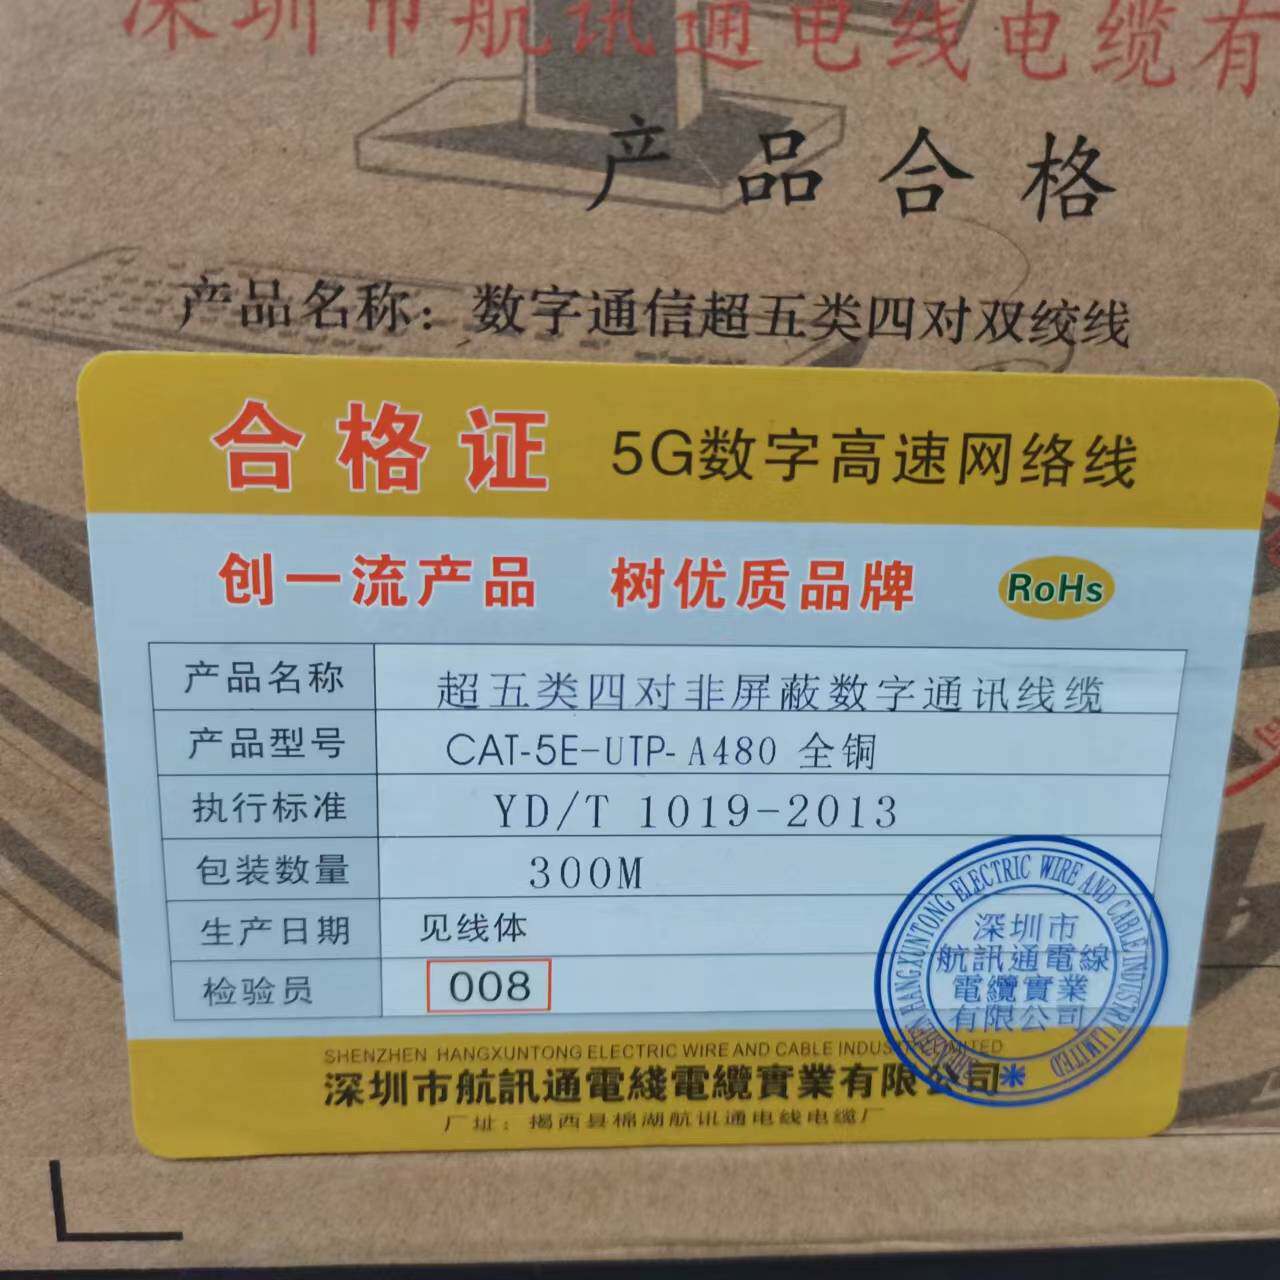 深圳市航讯通电线电缆有
产品合格
产品名称：数字通信超五类四对双绞线
合格证 5G数字高速网络线
创一流产品 树优质品牌 RoHs
产品名称 超五类四对非屏蔽数字通讯线缆
产品型号 CAT-5E-UTP-A480 全铜
执行标准 YD/T 1019-2013
包装数量 300M
生产日期 见线体
检验员 008
SHENZHEN HANGXUNTONG ELECTRIC WIRE AND CABLE INDUSTRY LIMITED
深圳市
航訊通電線
電纜實業
有限公司
SHENZHEN HANGXUNTONG ELECTRIC WIRE AND CABLE INDUSTRY LIMITED
深圳市航訊通電綫電纜實業有限公司
厂址：揭西县棉湖航讯通电线电缆厂